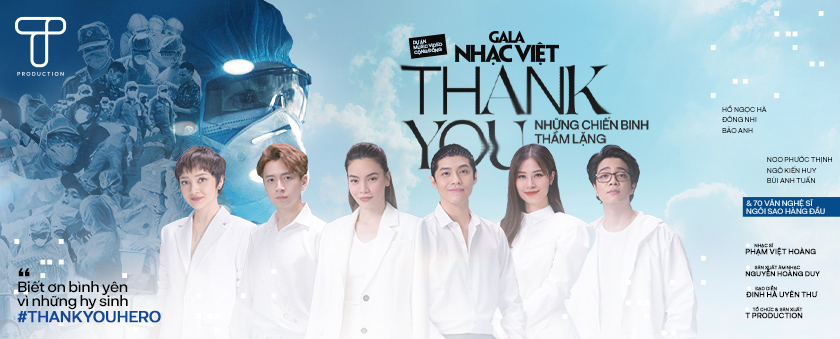 T
PRODUCTION
DỰ ÁN
MUSIC VIDEO
CỘNG ĐỒNG
GALA
NHẠC VIỆT
THANK
YOU
NHỮNG CHIẾN BINH
THẦM LẶNG
HỒ NGỌC HÀ
ĐÔNG NHI
BẢO ANH
NOO PHƯỚC THỊNH
NGÔ KIẾN HUY
BÙI ANH TUẤN
& 70 VĂN NGHỆ SĨ
NGÔI SAO HÀNG ĐẦU
NHẠC SĨ
PHẠM VIỆT HOÀNG
SẢN XUẤT ÂM NHẠC
NGUYỄN HOÀNG DUY
ĐẠO DIỄN
ĐINH HÀ UYÊN THƯ
TỔ CHỨC & SẢN XUẤT
T PRODUCTION
“
Biết ơn bình yên
vì những hy sinh
#THANKYOUHERO